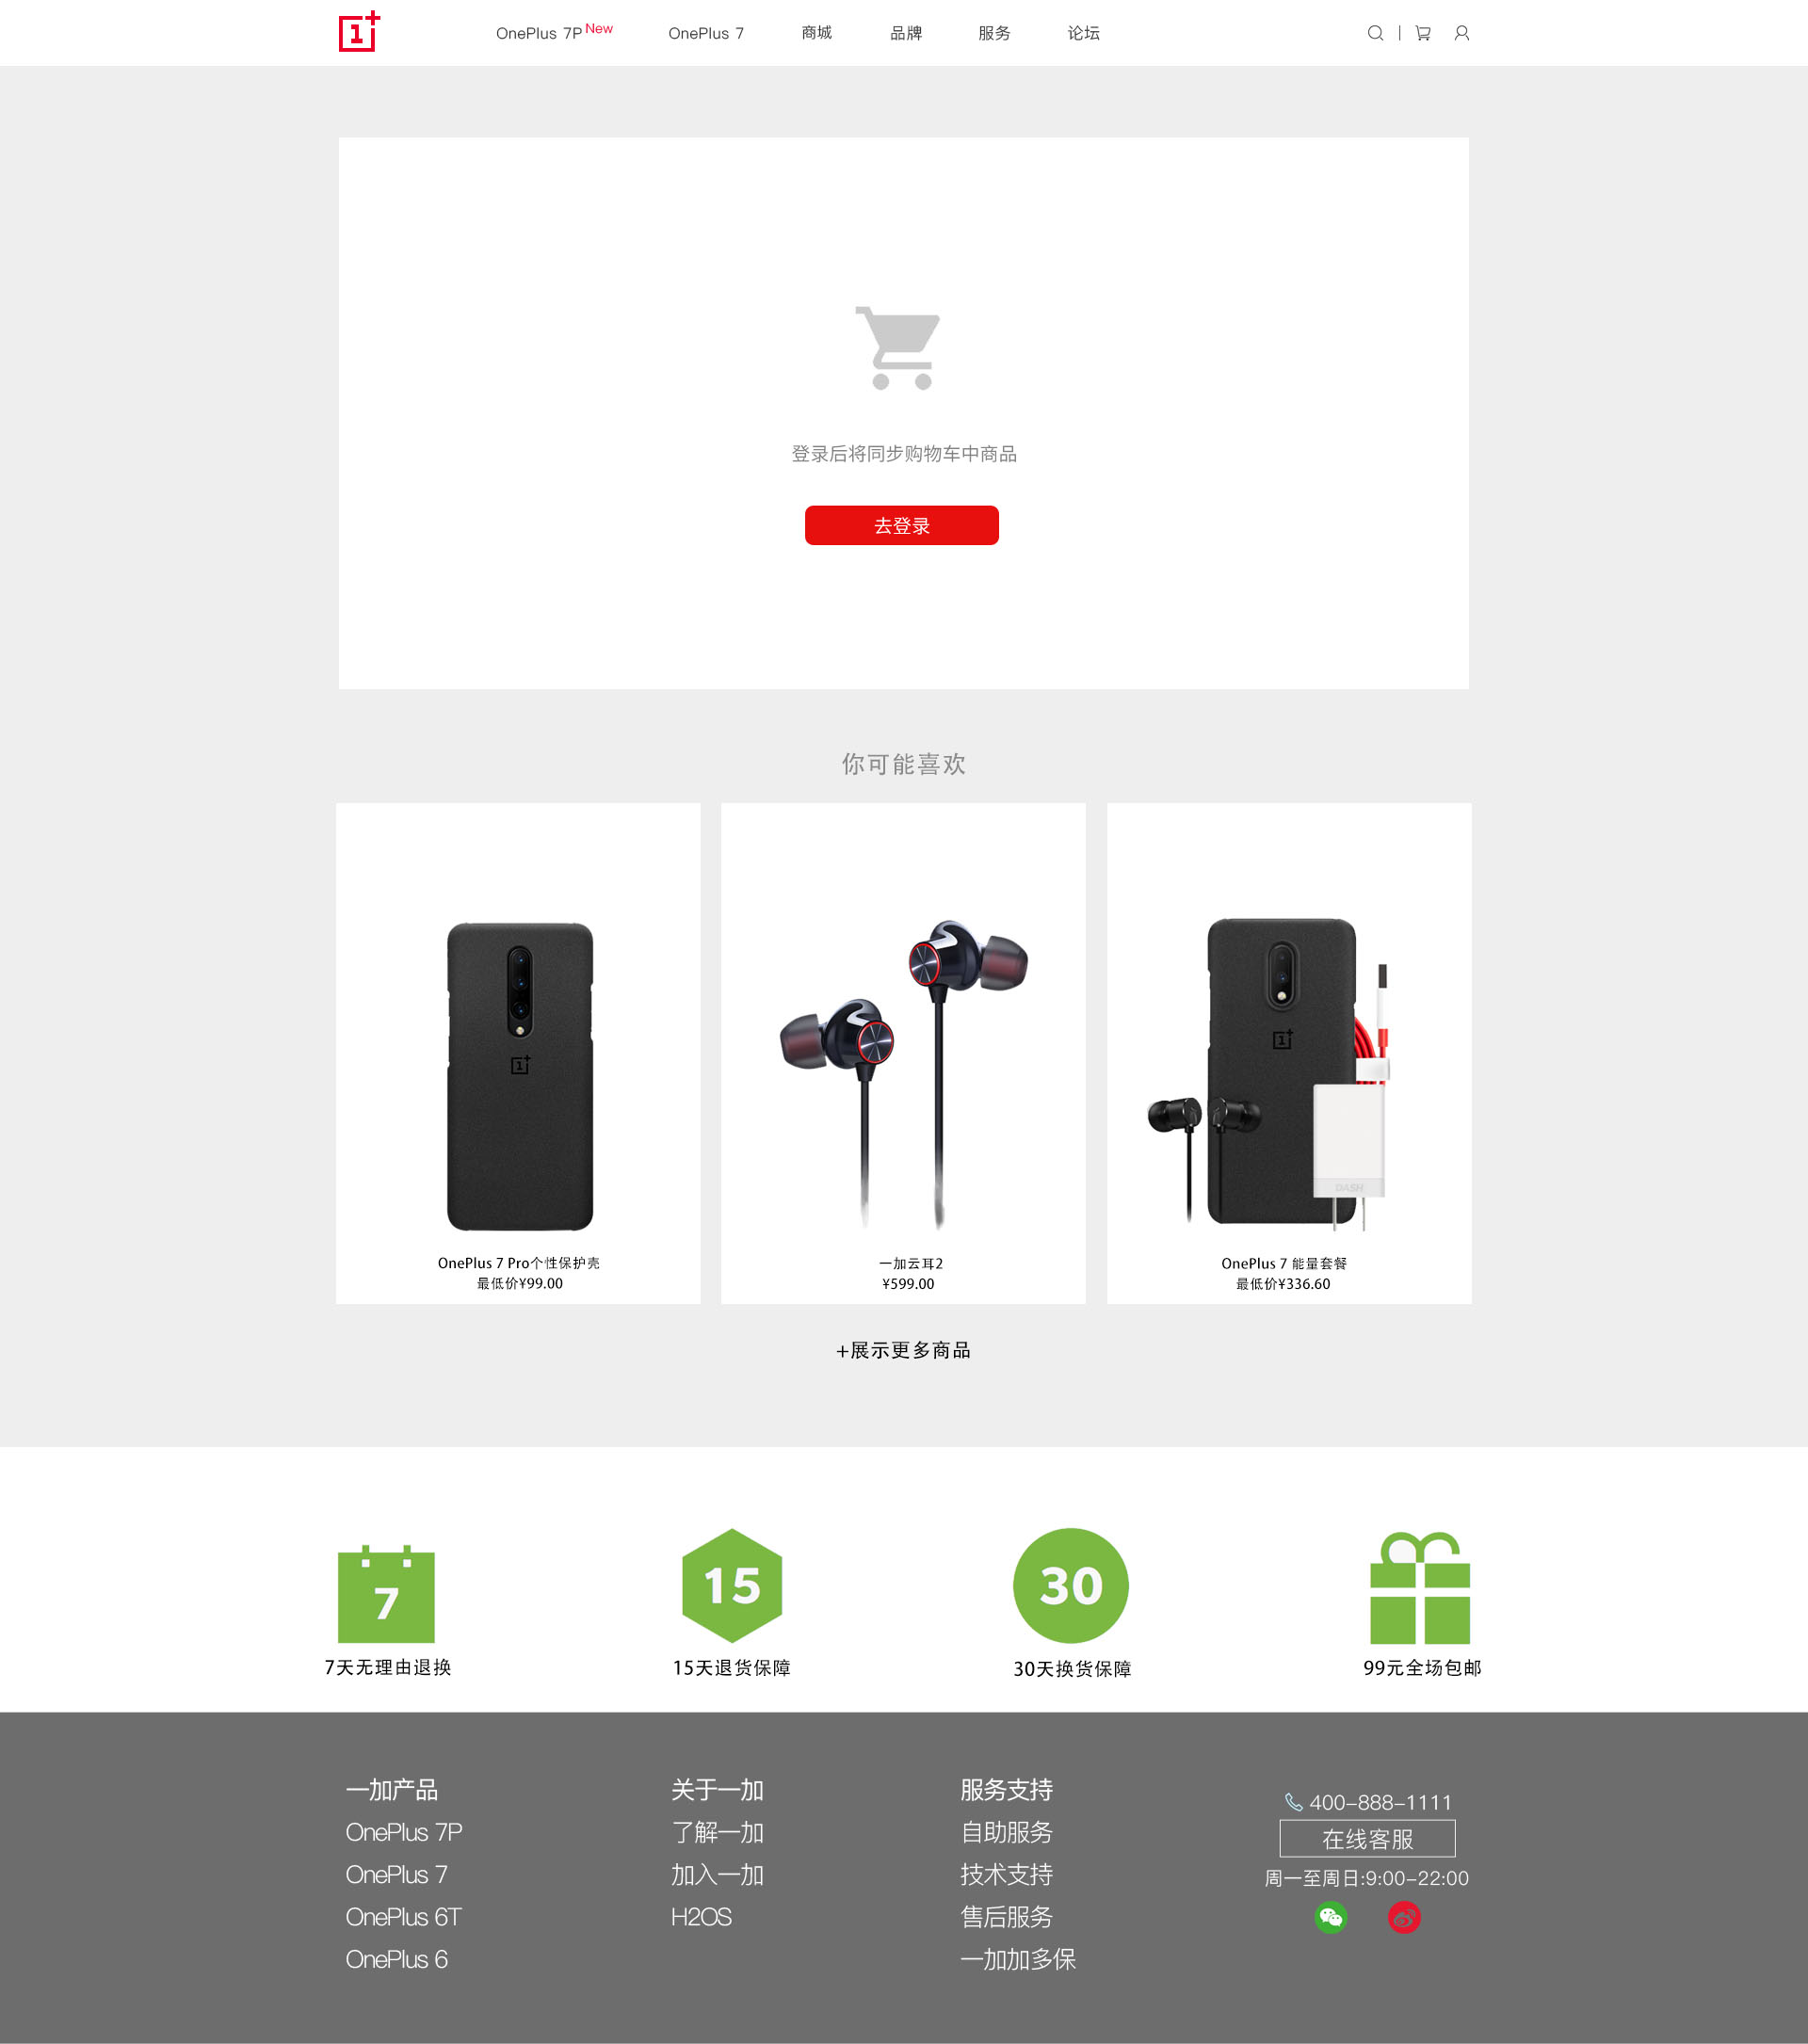 OnePlus 7P New OnePlus 7 商城 品牌 服务 论坛
登录后将同步购物车中商品
去登录
你可能喜欢
DASH
OnePlus 7 Pro个性保护壳
最低价¥99.00
一加云耳2
¥599.00
OnePlus 7 能量套餐
最低价¥336.60
+展示更多商品
7
15
30
7天无理由退换
15天退货保障
30天换货保障
99元全场包邮
一加产品
OnePlus 7P
OnePlus 7
OnePlus 6T
OnePlus 6
关于一加
了解一加
加入一加
H2OS
服务支持
自助服务
技术支持
售后服务
一加加多保
400-888-1111
在线客服
周一至周日:9:00-22:00